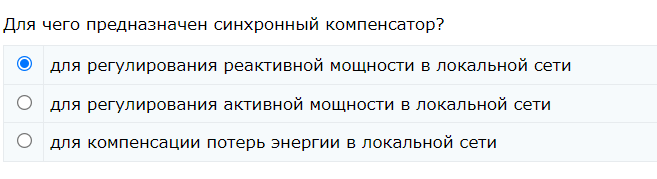 Для чего предназначен синхронный компенсатор?
для регулирования реактивной мощности в локальной сети
для регулирования активной мощности в локальной сети
для компенсации потерь энергии в локальной сети